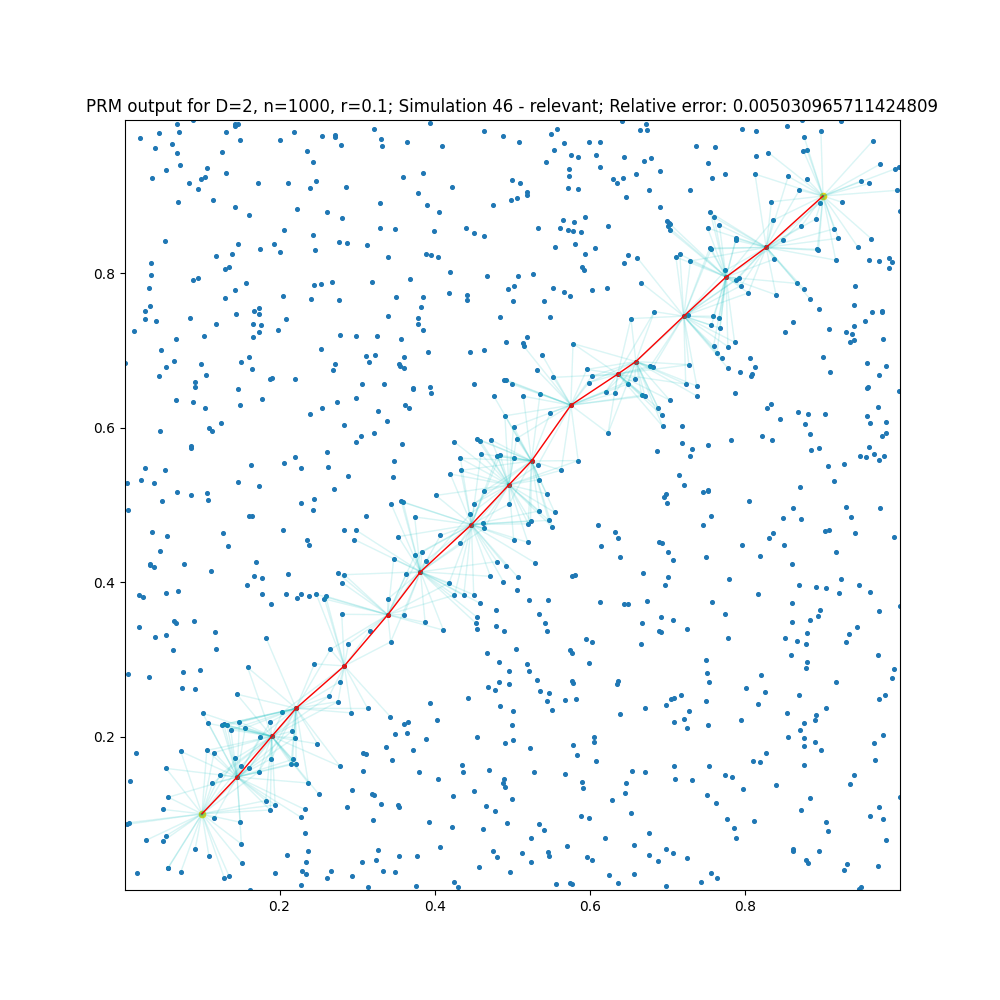 PRM output for D=2, n=1000, r=0.1; Simulation 46 - relevant; Relative error: 0.005030965711424809
0.8
0.6
0.4
0.2
0.2 0.4 0.6 0.8